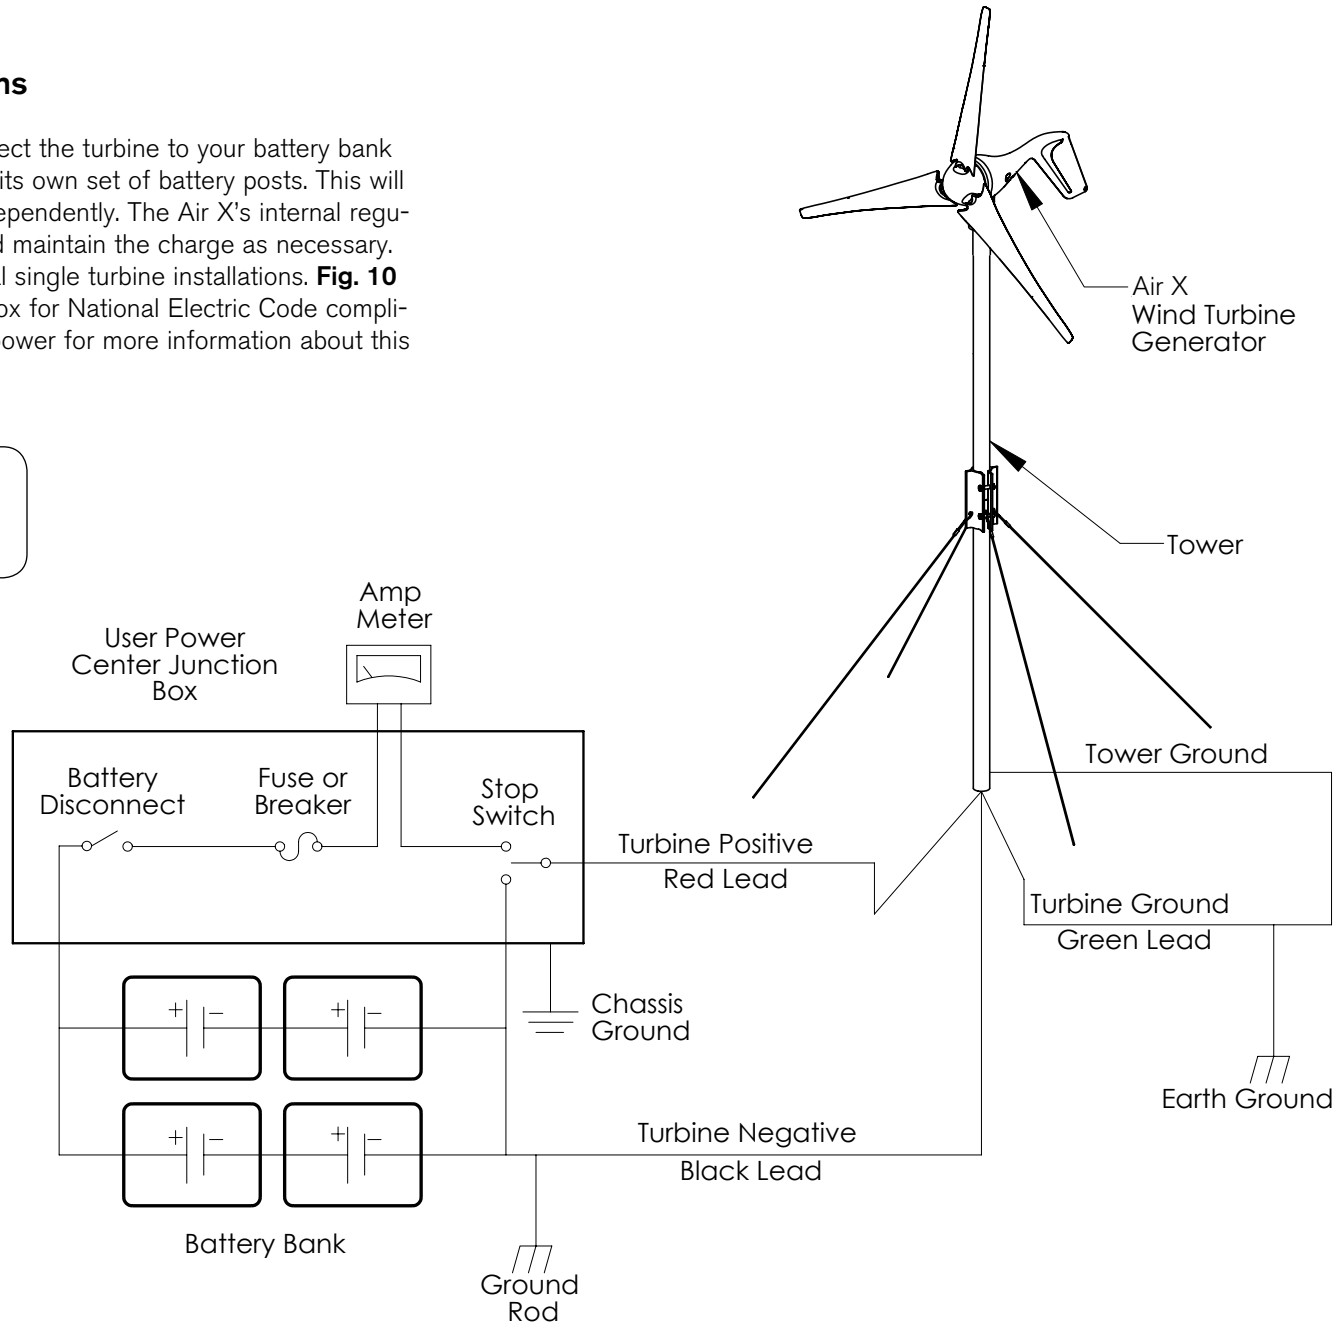 ns
ect the turbine to your battery bank
its own set of battery posts. This will
ependently. The Air X's internal regu-
d maintain the charge as necessary.
al single turbine installations. Fig. 10
ox for National Electric Code compli-
power for more information about this
Air X
Wind Turbine
Generator
Tower
Amp
Meter
User Power
Center Junction
Box
Battery
Disconnect
Fuse or
Breaker
Stop
Switch
Tower Ground
Turbine Positive
Red Lead
Turbine Ground
Green Lead
+ −
+ −
Chassis
Ground
Earth Ground
+ −
+ −
Turbine Negative
Black Lead
Battery Bank
Ground
Rod